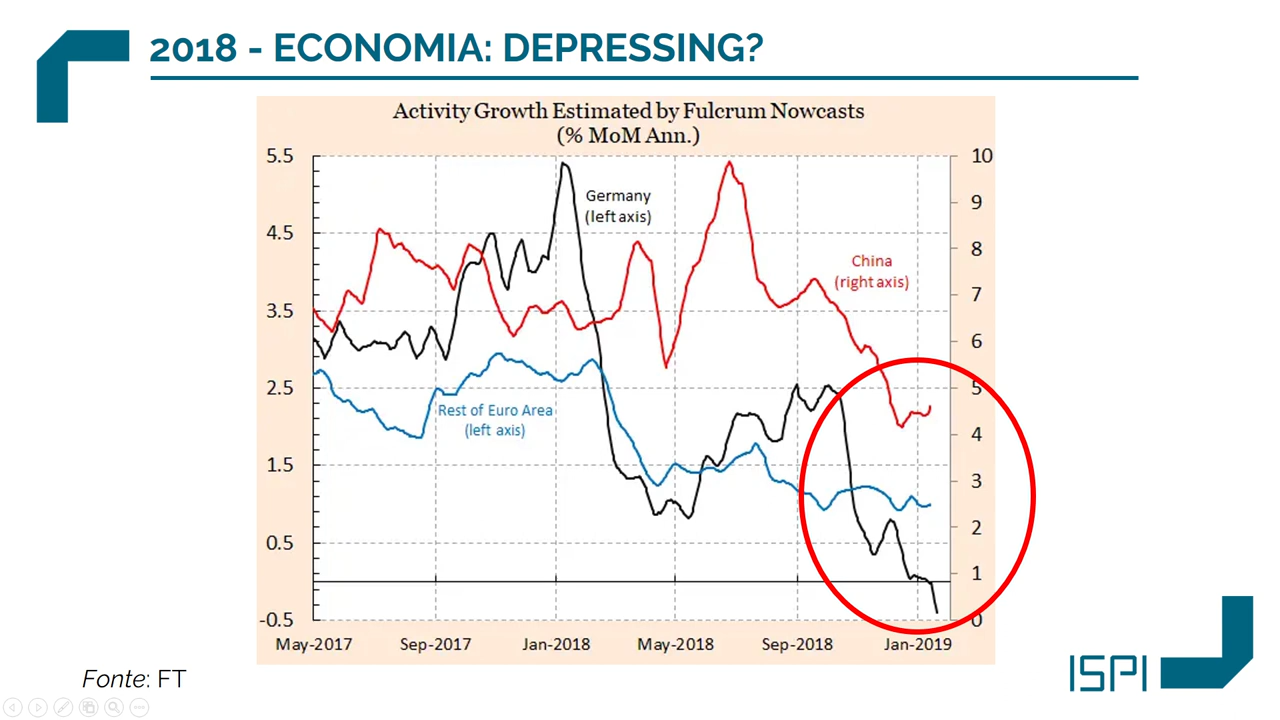 2018 - ECONOMIA: DEPRESSING?
Activity Growth Estimated by Fulcrum Nowcasts
(% MoM Ann.)
5.5
4.5
3.5
2.5
1.5
0.5
-0.5
10
9
8
7
6
5
4
3
2
1
0
Germany
(left axis)
China
(right axis)
Rest of Euro Area
(left axis)
May-2017
Sep-2017
Jan-2018
May-2018
Sep-2018
Jan-2019
Fonte: FT
ISPI